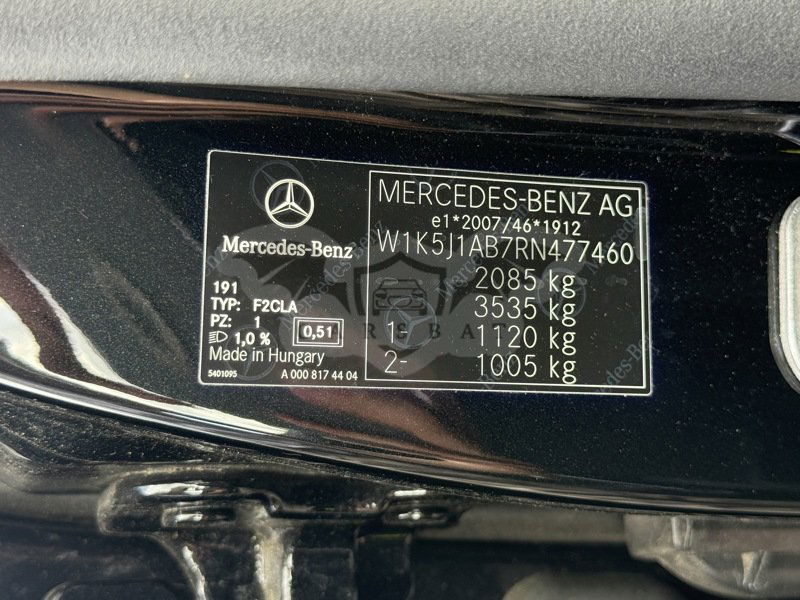 Mercedes-Benz
191
TYP: F2CLA
PZ: 1
1,0 % 0,51
Made in Hungary
5401095 A 000 817 44 04
MERCEDES-BENZ AG
e1*2007/46*1912
W1K5J1AB7RN477460
2085 kg
3535 kg
1- 1120 kg
2- 1005 kg